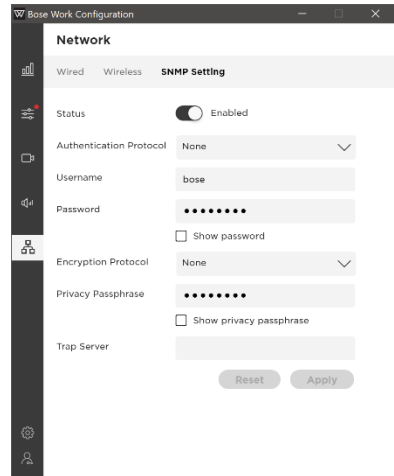 Bose Work Configuration
Network
Wired Wireless SNMP Setting
Status Enabled
Authentication Protocol None
Username bose
Password ••••••••
Show password
Encryption Protocol None
Privacy Passphrase ••••••••
Show privacy passphrase
Trap Server
Reset Apply